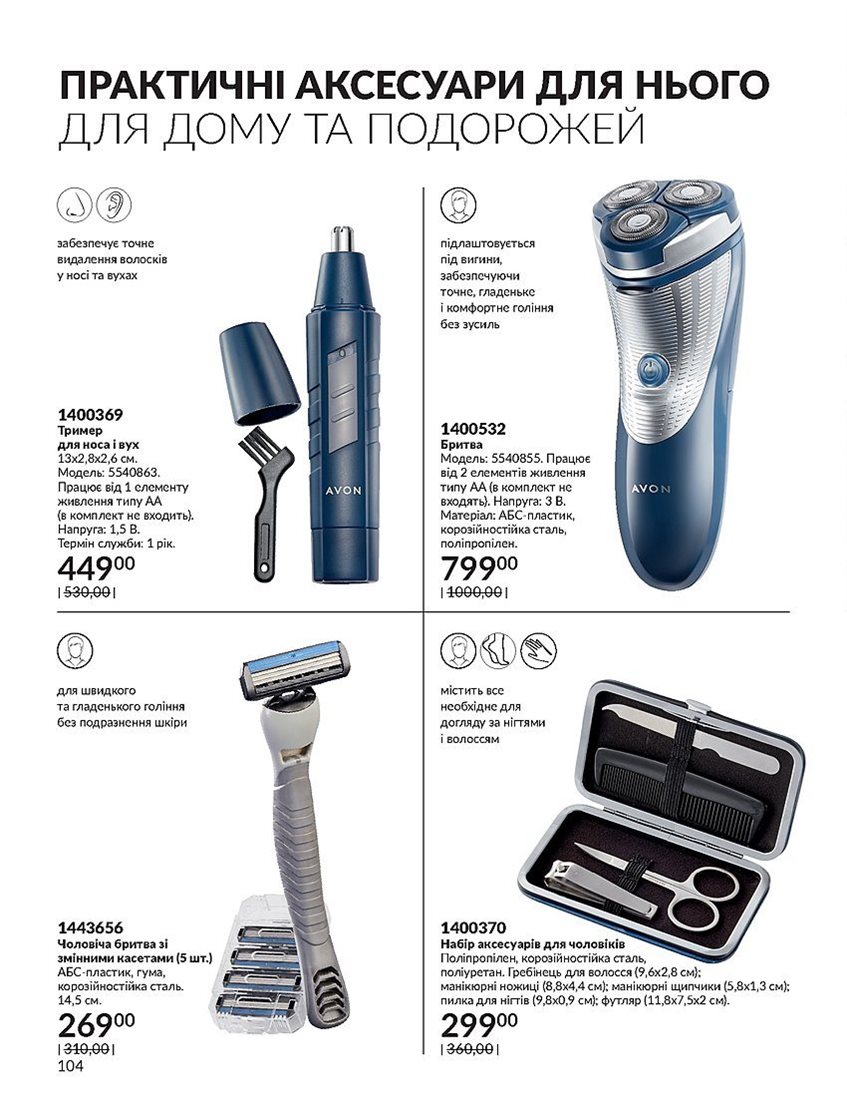 ПРАКТИЧНІ АКСЕСУАРИ ДЛЯ НЬОГО
ДЛЯ ДОМУ ТА ПОДОРОЖЕЙ
забезпечує точне
видалення волосків
у носі та вухах
1400369
Тример
для носа і вух
13х2,8х2,6 см.
Модель: 5540863.
Працює від 1 елементу
живлення типу АА
(в комплект не входить).
Напруга: 1,5 В.
Термін служби: 1 рік.
44900
|530,00|
AVON
підлаштовується
під вигини,
забезпечуючи
точне, гладеньке
і комфортне гоління
без зусиль
1400532
Бритва
Модель: 5540855. Працює
від 2 елементів живлення
типу АА (в комплект не
входять). Напруга: 3 В.
Матеріал: АБС-пластик,
корозійностійка сталь,
поліпропілен.
79900
|1000,00|
AVON
для швидкого
та гладенького гоління
без подразнення шкіри
1443656
Чоловіча бритва зі
змінними касетами (5 шт.)
АБС-пластик, гума,
корозійностійка сталь.
14,5 см.
26900
|310,00|
містить все
необхідне для
догляду за нігтями
і волоссям
1400370
Набір аксесуарів для чоловіків
Поліпропілен, корозійностійка сталь,
поліуретан. Гребінець для волосся (9,6х2,8 см);
манікюрні ножиці (8,8х4,4 см); манікюрні щипчики (5,8х1,3 см);
пилка для нігтів (9,8х0,9 см); футляр (11,8х7,5х2 см).
29900
|360,00|
104